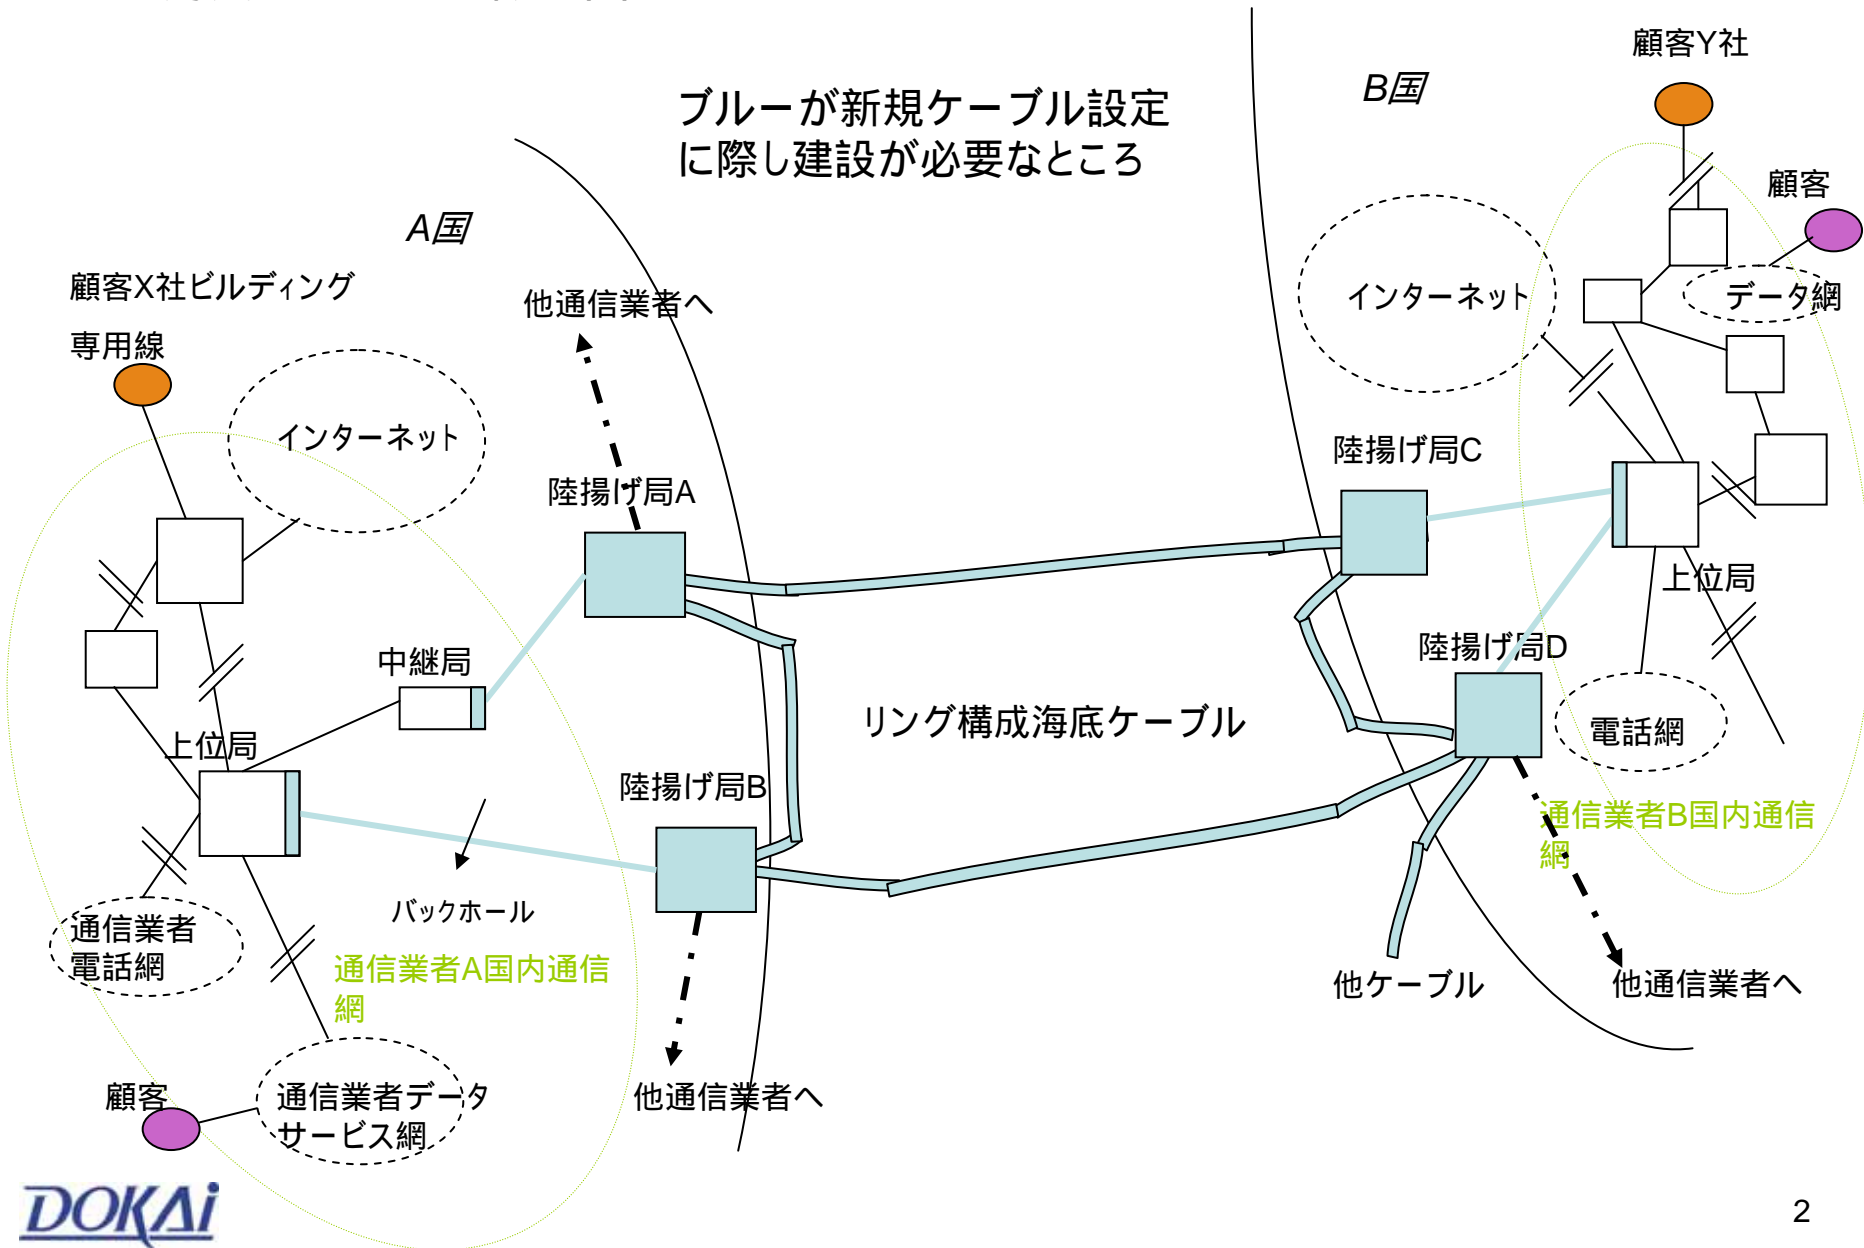 顧客Y社
B国
ブルーが新規ケーブル設定
に際し建設が必要なところ
顧客
A国
顧客X社ビルディング
他通信業者へ
インターネット
データ網
専用線
インターネット
陸揚げ局C
陸揚げ局A
上位局
中継局
陸揚げ局D
リング構成海底ケーブル
電話網
上位局
陸揚げ局B
通信業者B国内通信
網
バックホール
通信業者
電話網
通信業者A国内通信
網
他ケーブル
他通信業者へ
顧客
通信業者データ
サービス網
他通信業者へ
DOKAi
2